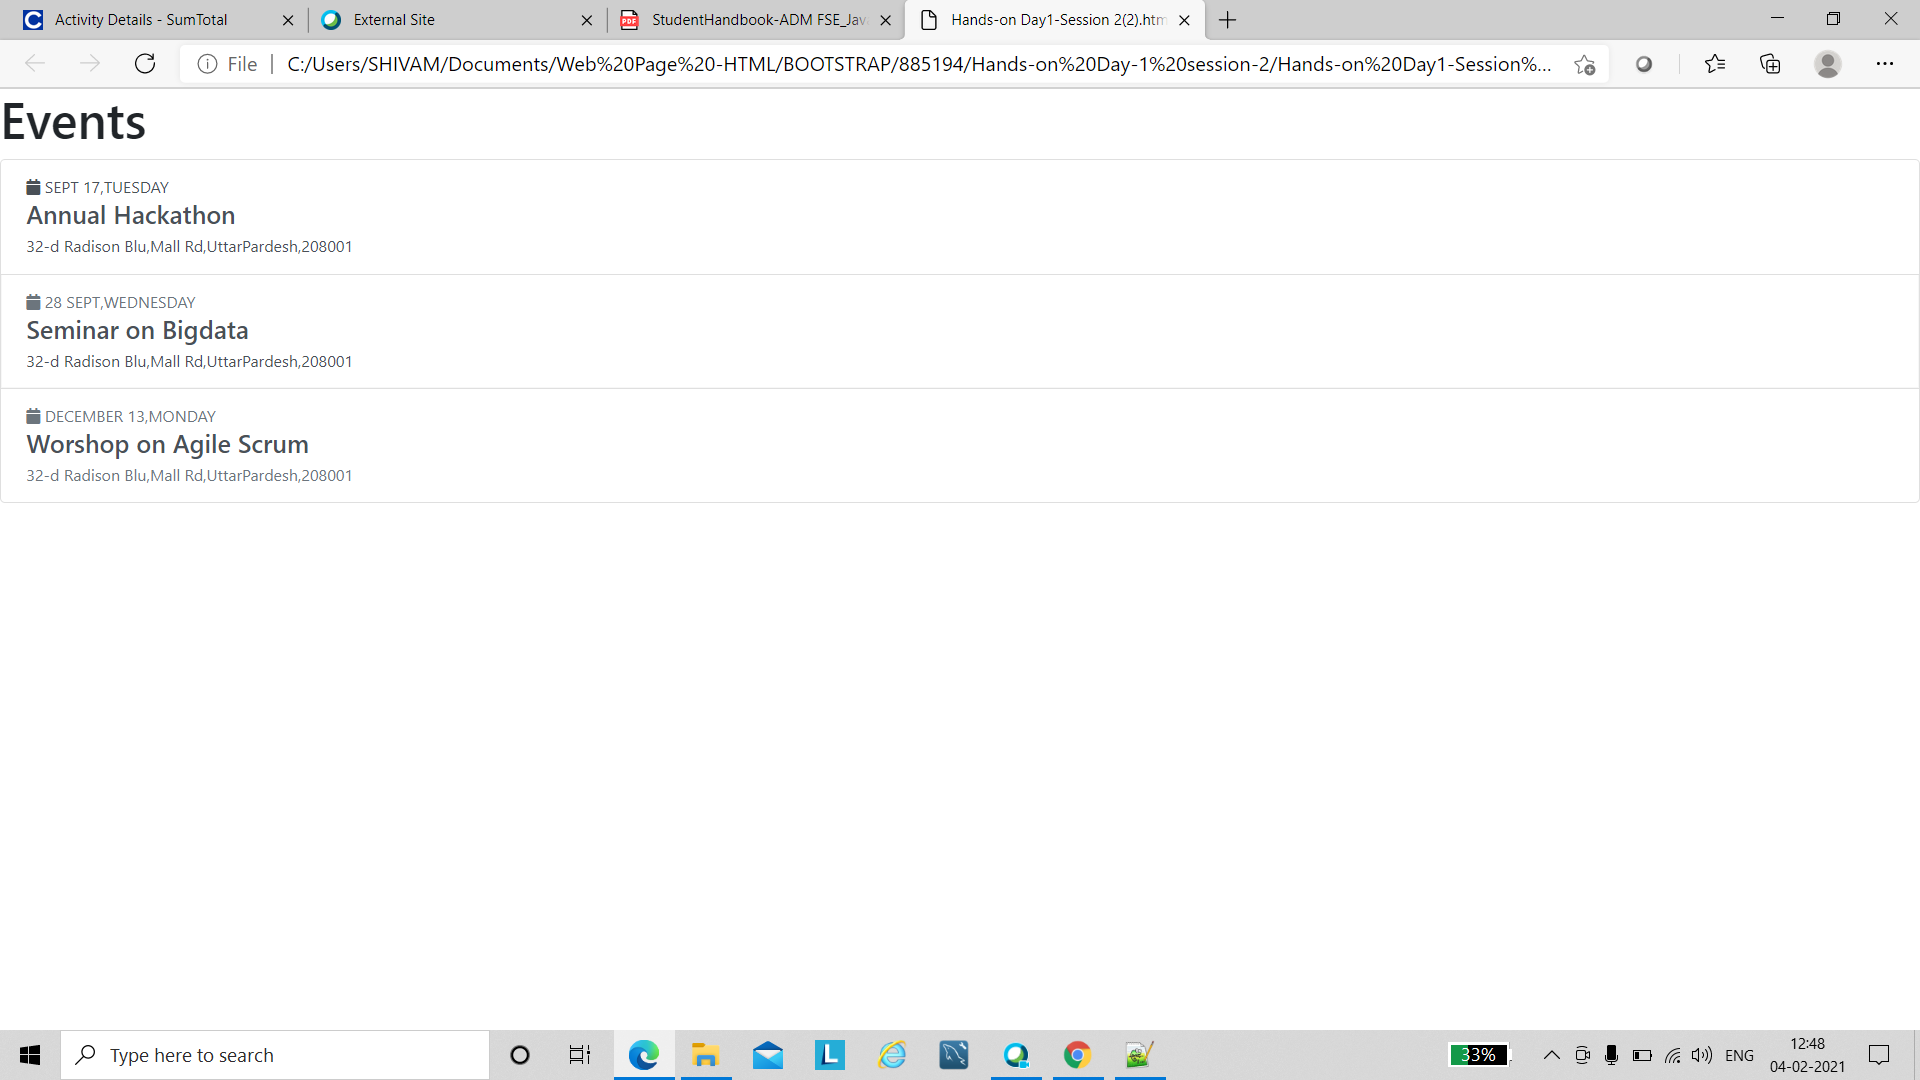 Activity Details - SumTotal
External Site
StudentHandbook-ADM FSE_Jav
Hands-on Day1-Session 2(2).htm
File
C:/Users/SHIVAM/Documents/Web%20Page%20-HTML/BOOTSTRAP/885194/Hands-on%20Day-1%20session-2/Hands-on%20Day1-Session%...
Events
SEPT 17,TUESDAY
Annual Hackathon
32-d Radison Blu,Mall Rd,UttarPardesh,208001
28 SEPT,WEDNESDAY
Seminar on Bigdata
32-d Radison Blu,Mall Rd,UttarPardesh,208001
DECEMBER 13,MONDAY
Worshop on Agile Scrum
32-d Radison Blu,Mall Rd,UttarPardesh,208001
Type here to search
33%
ENG
12:48
04-02-2021